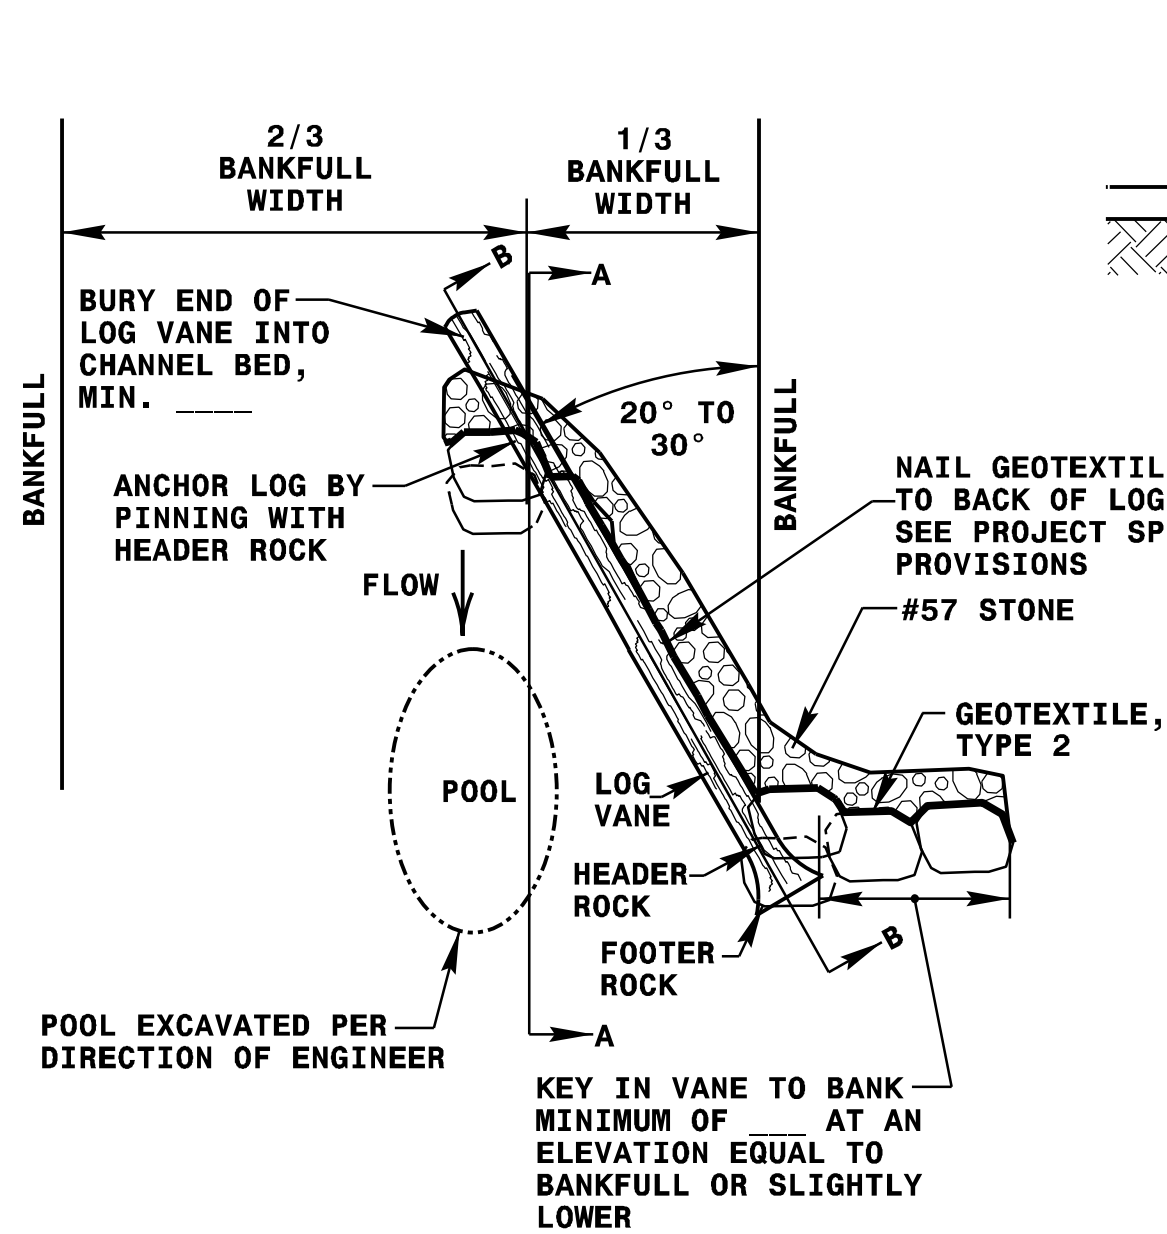 2/3
BANKFULL
WIDTH
1/3
BANKFULL
WIDTH
B
A
BURY END OF
LOG VANE INTO
CHANNEL BED,
MIN. ____
20° TO
30°
BANKFULL
BANKFULL
ANCHOR LOG BY
PINNING WITH
HEADER ROCK
NAIL GEOTEXTIL
TO BACK OF LOG
SEE PROJECT SP
PROVISIONS
FLOW
#57 STONE
GEOTEXTILE,
TYPE 2
POOL
LOG
VANE
HEADER
ROCK
FOOTER
ROCK
B
POOL EXCAVATED PER
DIRECTION OF ENGINEER
A
KEY IN VANE TO BANK
MINIMUM OF ___ AT AN
ELEVATION EQUAL TO
BANKFULL OR SLIGHTLY
LOWER